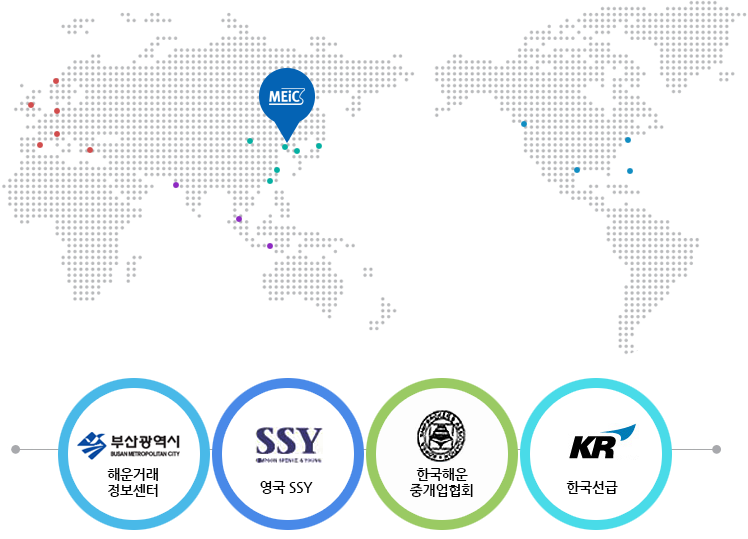 MEiC
부산광역시
BUSAN METROPOLITAN CITY
해운거래
정보센터
SSY
SIMPSON SPENCE & YOUNG
영국 SSY
한국해운
중개업협회
KR
한국선급